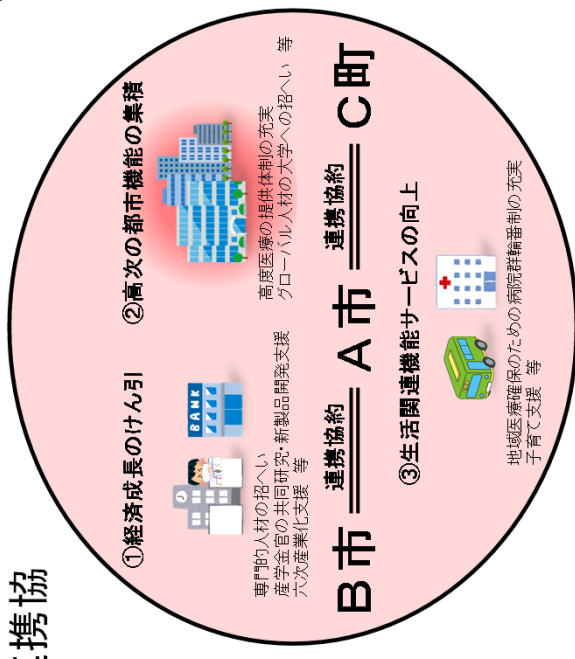 携協
①経済成長のけん引
BANK
専門的人材の招へい
産学金官の共同研究・新製品開発支援
六次産業化支援 等
②高次の都市機能の集積
高度医療の提供体制の充実
グローバル人材の大学への招へい 等
B市 連携協約 A市 連携協約 C町
③生活関連機能サービスの向上
地域医療確保のための病院群輪番制の充実
子育て支援 等